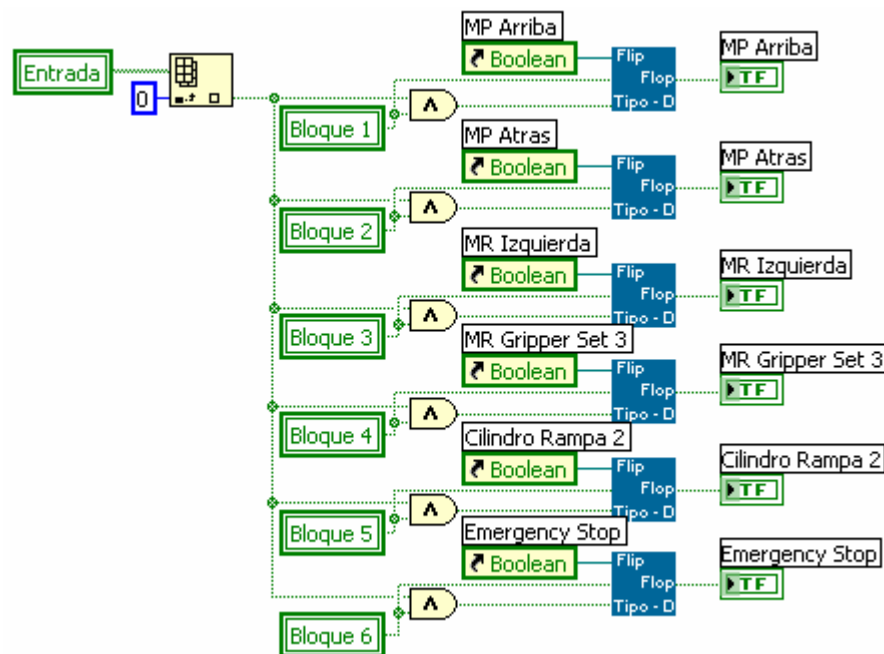 MP Arriba
Boolean
Flip
Flop
Tipo - D
MP Arriba
TF
Entrada
0
Λ
Bloque 1
MP Atras
Boolean
Flip
Flop
Tipo - D
MP Atras
TF
Λ
Bloque 2
MR Izquierda
Boolean
Flip
Flop
Tipo - D
MR Izquierda
TF
Λ
Bloque 3
MR Gripper Set 3
Boolean
Flip
Flop
Tipo - D
MR Gripper Set 3
TF
Λ
Bloque 4
Cilindro Rampa 2
Boolean
Flip
Flop
Tipo - D
Cilindro Rampa 2
TF
Λ
Bloque 5
Emergency Stop
Boolean
Flip
Flop
Tipo - D
Emergency Stop
TF
Λ
Bloque 6